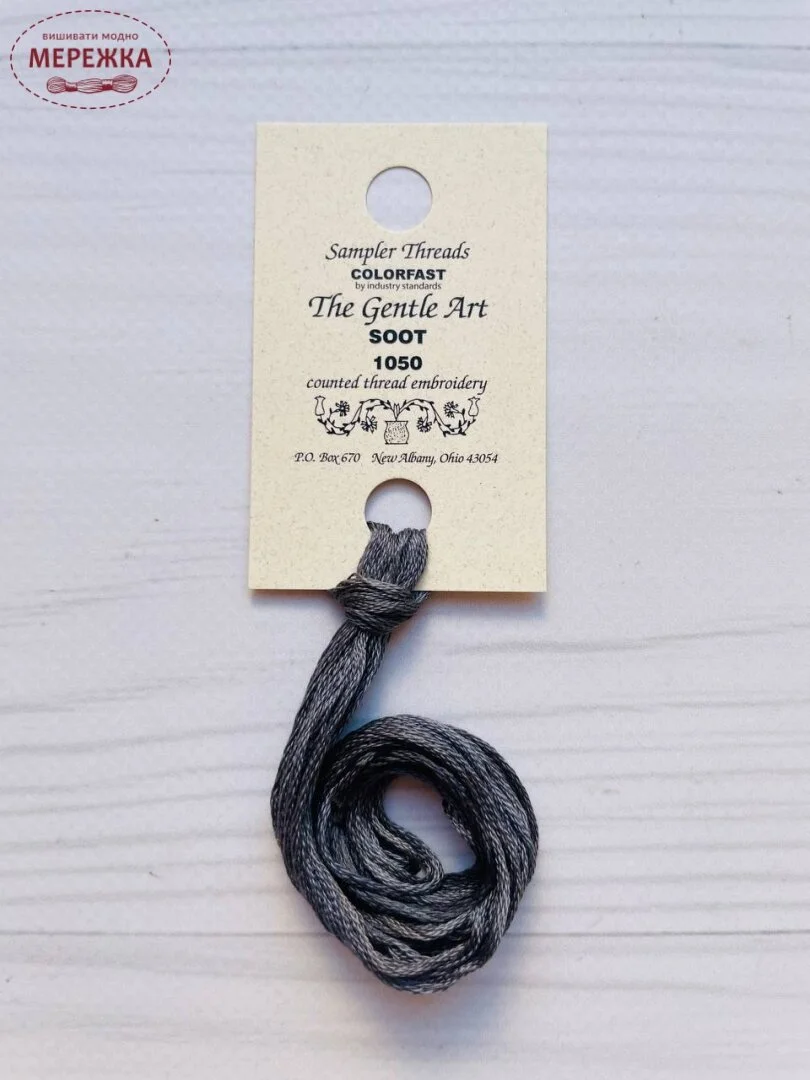 вишивати модно
МЕРЕЖКА
Sampler Threads
COLORFAST
by industry standards
The Gentle Art
SOOT
1050
counted thread embroidery
P.O. Box 670 New Albany, Ohio 43054